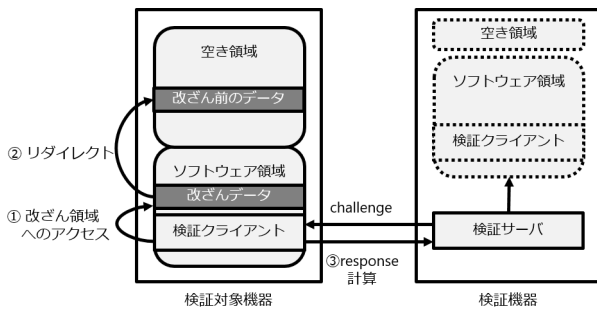 空き領域
改ざん前のデータ
② リダイレクト
ソフトウェア領域
改ざんデータ
① 改ざん領域
へのアクセス
検証クライアント
検証対象機器
challenge
③response
計算
空き領域
ソフトウェア領域
検証クライアント
検証サーバ
検証機器